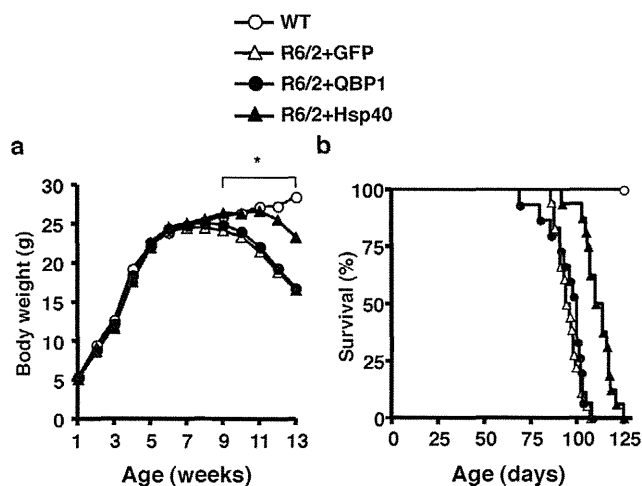 WT
R6/2+GFP
R6/2+QBP1
R6/2+Hsp40
a
*
30
25
20
15
10
5
0
Body weight (g)
1 3 5 7 9 11 13
Age (weeks)
b
100
75
50
25
Survival (%)
0 25 50 75 100 125
Age (days)